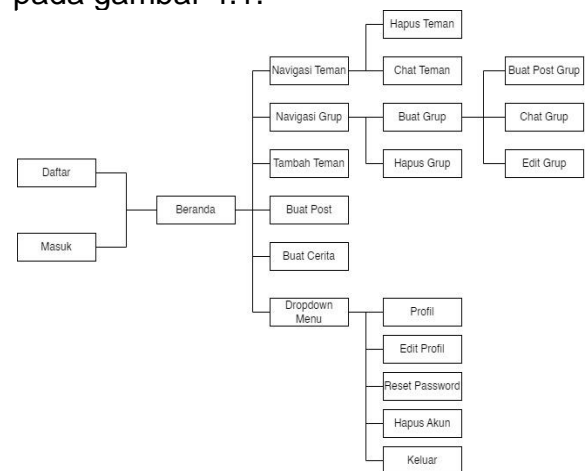 pada gambar 4.1.
Hapus Teman
Navigasi Teman
Chat Teman
Buat Post Grup
Navigasi Grup
Buat Grup
Chat Grup
Tambah Teman
Hapus Grup
Edit Grup
Daftar
Beranda
Buat Post
Masuk
Buat Cerita
Dropdown
Menu
Profil
Edit Profil
Reset Password
Hapus Akun
Keluar